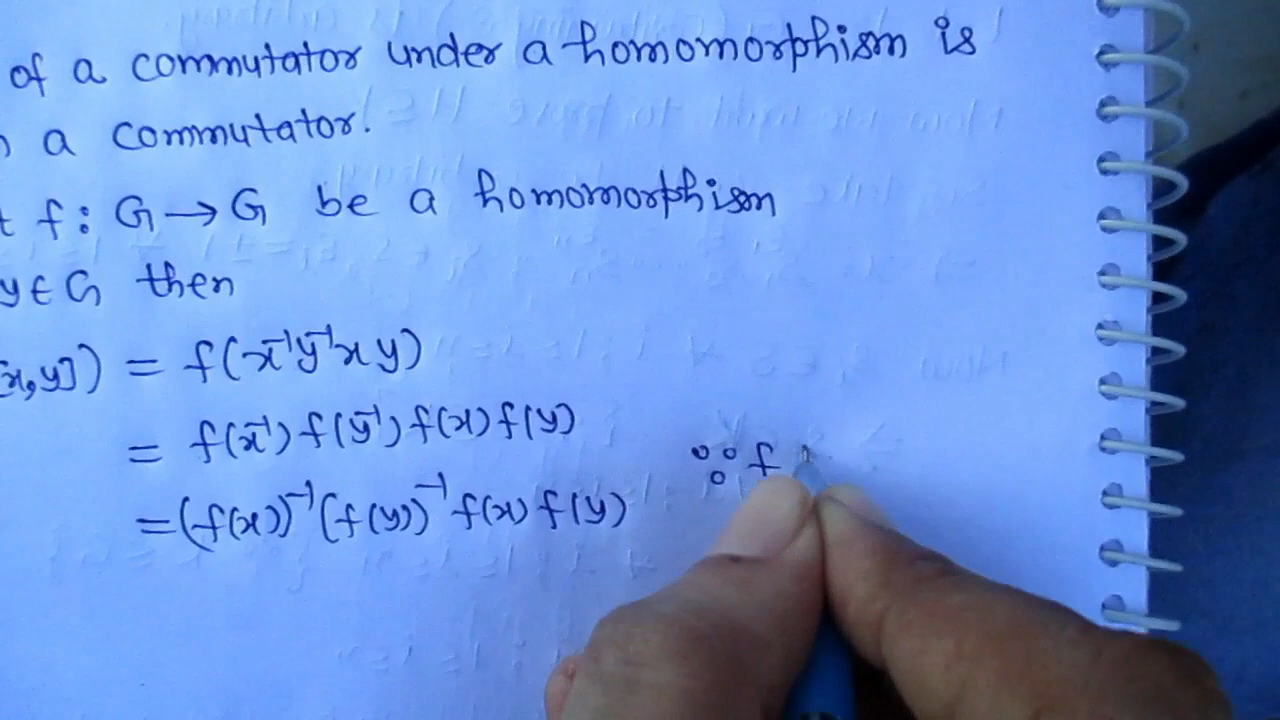 of a commutator under a homomorphism is
a commutator.
f: G→G be a homomorphism
y∈G then
x,y]) = f(x⁻¹y⁻¹xy)
= f(x⁻¹) f(y⁻¹) f(x) f(y)
= (f(x))⁻¹ (f(y))⁻¹ f(x) f(y) ∵ f